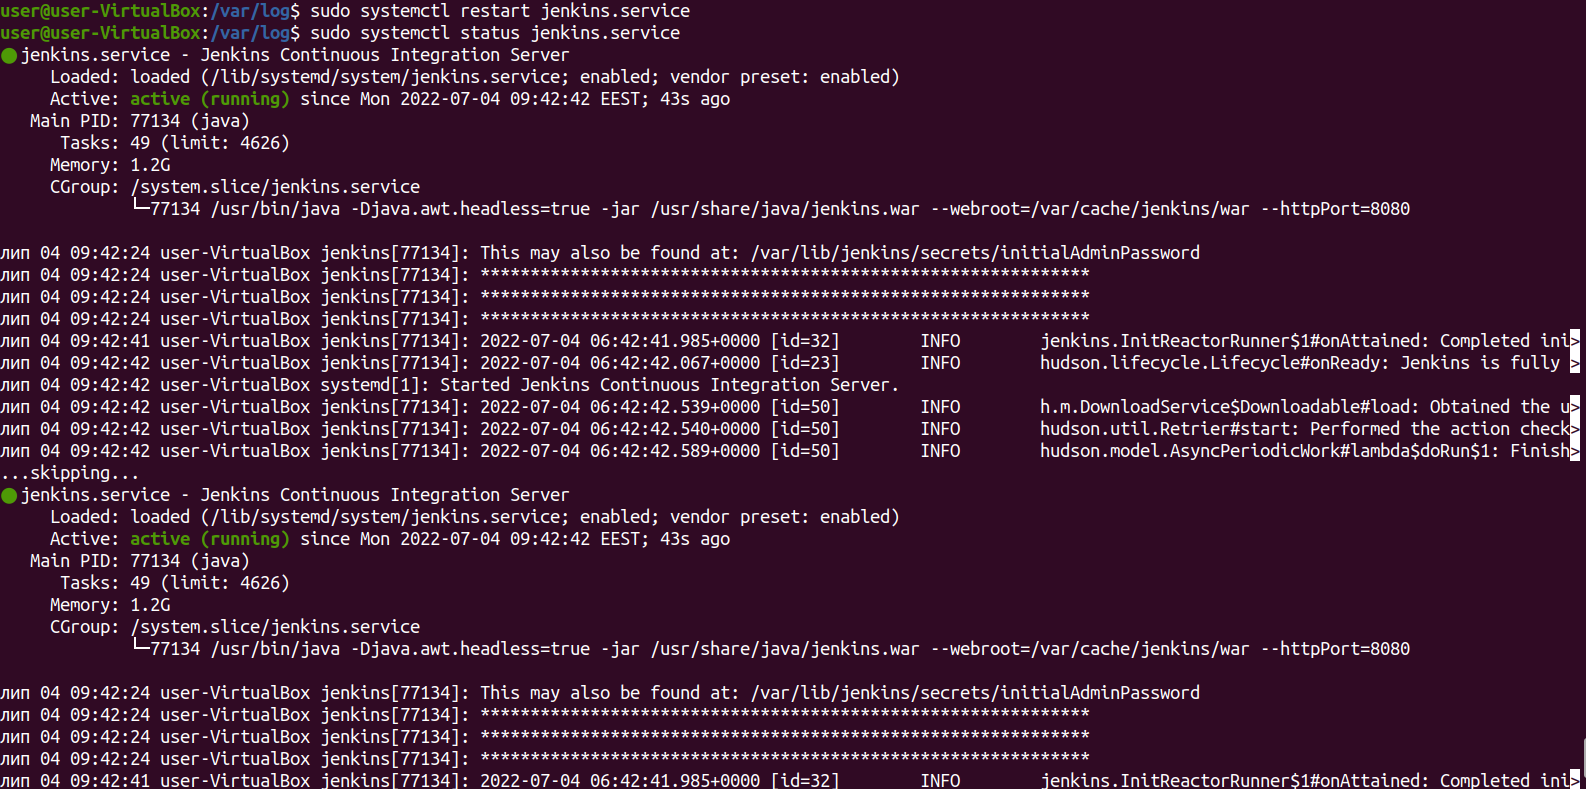 user@user-VirtualBox:/var/log$ sudo systemctl restart jenkins.service
user@user-VirtualBox:/var/log$ sudo systemctl status jenkins.service
● jenkins.service - Jenkins Continuous Integration Server
     Loaded: loaded (/lib/systemd/system/jenkins.service; enabled; vendor preset: enabled)
     Active: active (running) since Mon 2022-07-04 09:42:42 EEST; 43s ago
   Main PID: 77134 (java)
      Tasks: 49 (limit: 4626)
     Memory: 1.2G
     CGroup: /system.slice/jenkins.service
             └─77134 /usr/bin/java -Djava.awt.headless=true -jar /usr/share/java/jenkins.war --webroot=/var/cache/jenkins/war --httpPort=8080
лип 04 09:42:24 user-VirtualBox jenkins[77134]: This may also be found at: /var/lib/jenkins/secrets/initialAdminPassword
лип 04 09:42:24 user-VirtualBox jenkins[77134]: *************************************************************
лип 04 09:42:24 user-VirtualBox jenkins[77134]: *************************************************************
лип 04 09:42:24 user-VirtualBox jenkins[77134]: *************************************************************
лип 04 09:42:41 user-VirtualBox jenkins[77134]: 2022-07-04 06:42:41.985+0000 [id=32]        INFO        jenkins.InitReactorRunner$1#onAttained: Completed ini>
лип 04 09:42:42 user-VirtualBox jenkins[77134]: 2022-07-04 06:42:42.067+0000 [id=23]        INFO        hudson.lifecycle.Lifecycle#onReady: Jenkins is fully >
лип 04 09:42:42 user-VirtualBox systemd[1]: Started Jenkins Continuous Integration Server.
лип 04 09:42:42 user-VirtualBox jenkins[77134]: 2022-07-04 06:42:42.539+0000 [id=50]        INFO        h.m.DownloadService$Downloadable#load: Obtained the u>
лип 04 09:42:42 user-VirtualBox jenkins[77134]: 2022-07-04 06:42:42.540+0000 [id=50]        INFO        hudson.util.Retrier#start: Performed the action check>
лип 04 09:42:42 user-VirtualBox jenkins[77134]: 2022-07-04 06:42:42.589+0000 [id=50]        INFO        hudson.model.AsyncPeriodicWork#lambda$doRun$1: Finish>
...skipping...
● jenkins.service - Jenkins Continuous Integration Server
     Loaded: loaded (/lib/systemd/system/jenkins.service; enabled; vendor preset: enabled)
     Active: active (running) since Mon 2022-07-04 09:42:42 EEST; 43s ago
   Main PID: 77134 (java)
      Tasks: 49 (limit: 4626)
     Memory: 1.2G
     CGroup: /system.slice/jenkins.service
             └─77134 /usr/bin/java -Djava.awt.headless=true -jar /usr/share/java/jenkins.war --webroot=/var/cache/jenkins/war --httpPort=8080
лип 04 09:42:24 user-VirtualBox jenkins[77134]: This may also be found at: /var/lib/jenkins/secrets/initialAdminPassword
лип 04 09:42:24 user-VirtualBox jenkins[77134]: *************************************************************
лип 04 09:42:24 user-VirtualBox jenkins[77134]: *************************************************************
лип 04 09:42:24 user-VirtualBox jenkins[77134]: *************************************************************
лип 04 09:42:41 user-VirtualBox jenkins[77134]: 2022-07-04 06:42:41.985+0000 [id=32]        INFO        jenkins.InitReactorRunner$1#onAttained: Completed ini>